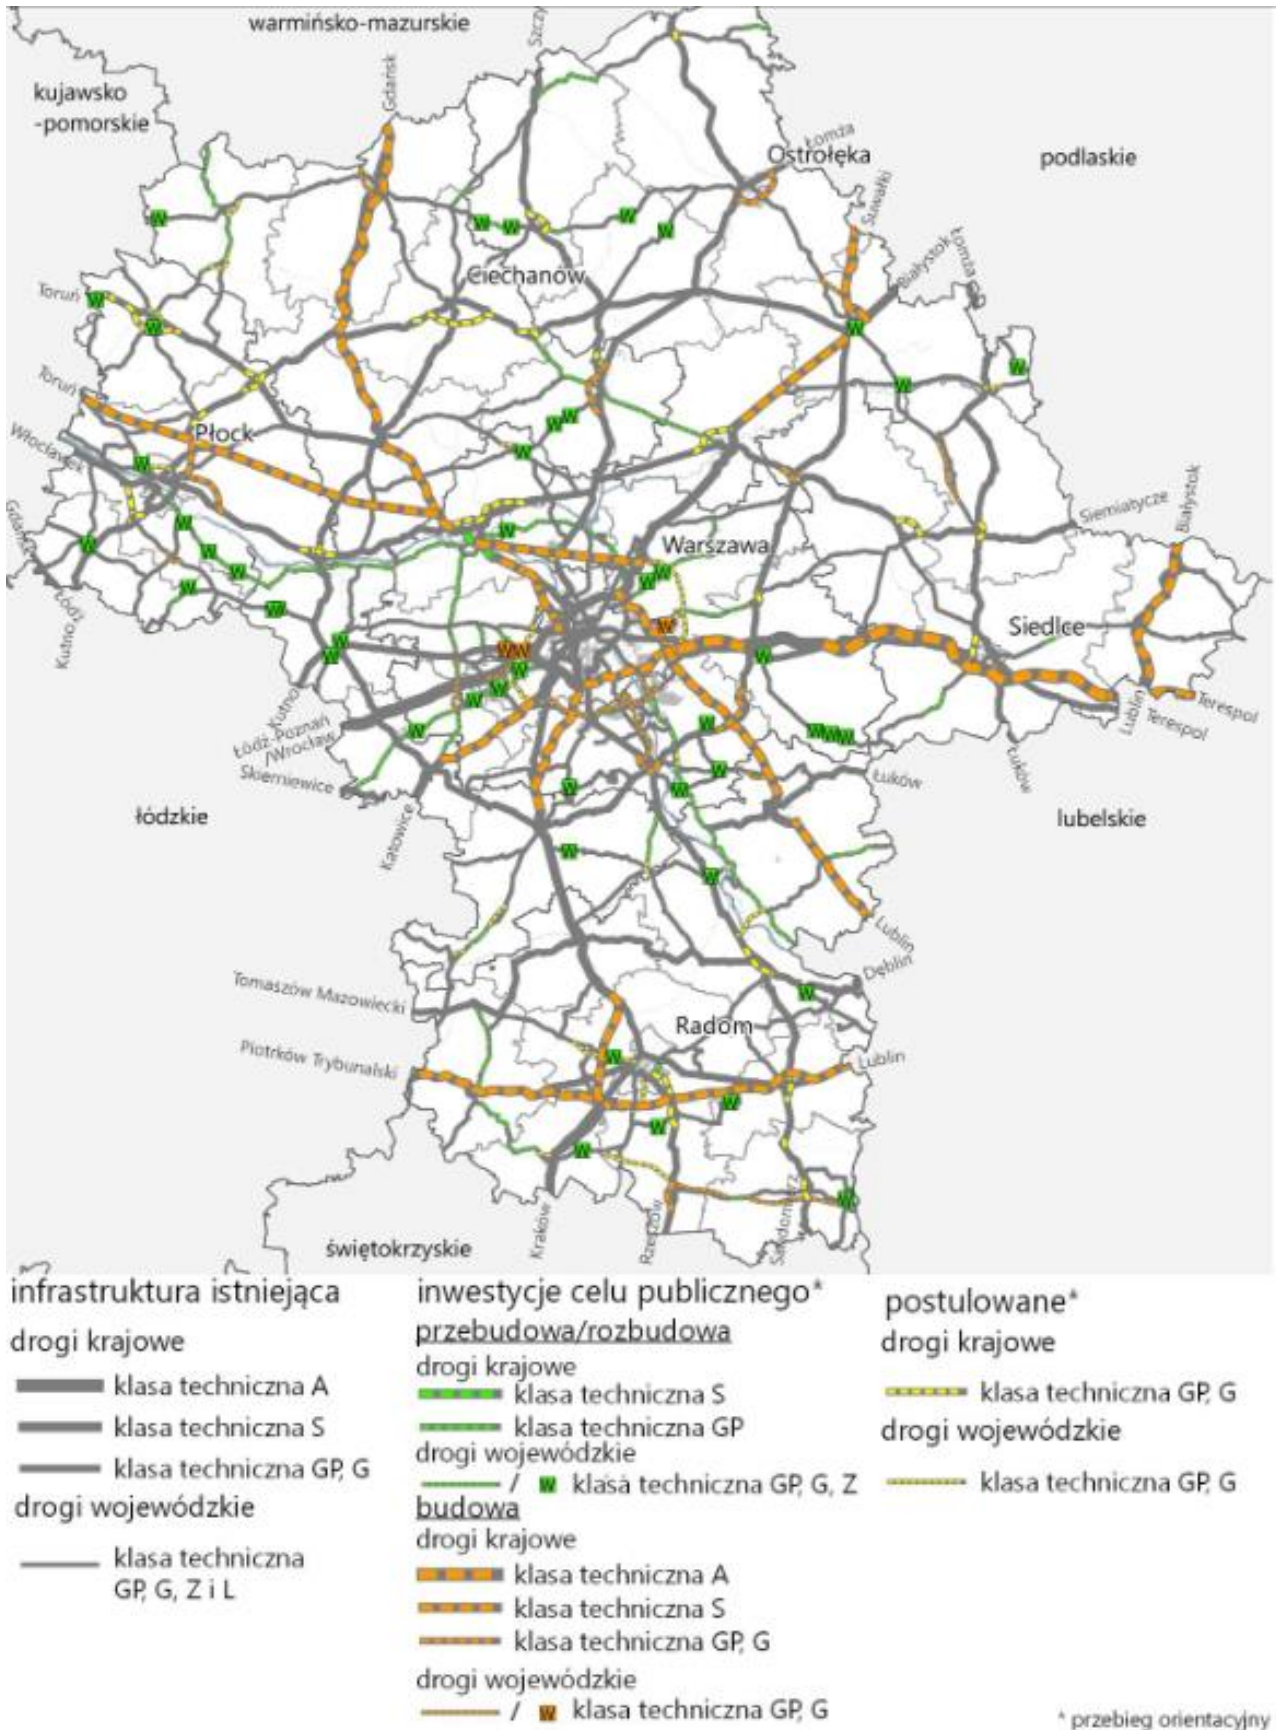 warmińsko-mazurskie
kujawsko
-pomorskie
Gdańsk
Łomża
Ostrołęka
podlaskie
Suwałki
Białystok
Ciechanów
Toruń
Toruń
Płock
Włocławek
Białystok
Siemiatycze
Warszawa
Siedlce
Łódź
Kutno
Kutno
Łódź-Poznań
/Wrocław
Skierniewice
Terespol
Lublin
Terespol
Łuków
Łuków
łódzkie
lubelskie
Katowice
Lublin
Dęblin
Tomaszów Mazowiecki
Radom
Piotrków Trybunalski
Lublin
Kraków
Rzeszów
świętokrzyskie
infrastruktura istniejąca
drogi krajowe
klasa techniczna A
klasa techniczna S
klasa techniczna GP, G
drogi wojewódzkie
klasa techniczna
GP, G, Z i L
inwestycje celu publicznego*
przebudowa/rozbudowa
drogi krajowe
klasa techniczna S
klasa techniczna GP
drogi wojewódzkie
/ W klasa techniczna GP, G, Z
budowa
drogi krajowe
klasa techniczna A
klasa techniczna S
klasa techniczna GP, G
drogi wojewódzkie
/ W klasa techniczna GP, G
postulowane*
drogi krajowe
klasa techniczna GP, G
drogi wojewódzkie
klasa techniczna GP, G
* przebieg orientacyjny